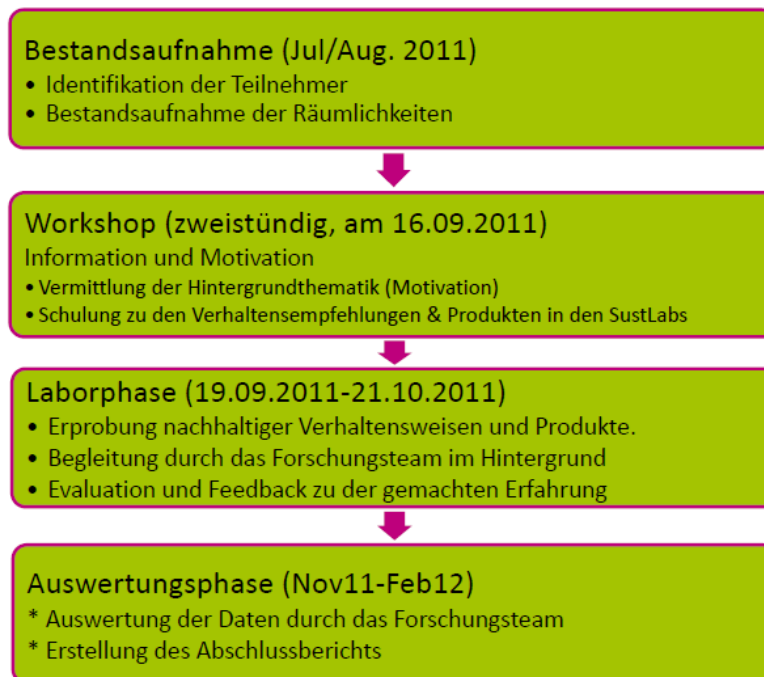 Bestandsaufnahme (Jul/Aug. 2011)
• Identifikation der Teilnehmer
• Bestandsaufnahme der Räumlichkeiten
Workshop (zweistündig, am 16.09.2011)
Information und Motivation
• Vermittlung der Hintergrundthematik (Motivation)
• Schulung zu den Verhaltensempfehlungen & Produkten in den SustLabs
Laborphase (19.09.2011-21.10.2011)
• Erprobung nachhaltiger Verhaltensweisen und Produkte.
• Begleitung durch das Forschungsteam im Hintergrund
• Evaluation und Feedback zu der gemachten Erfahrung
Auswertungsphase (Nov11-Feb12)
* Auswertung der Daten durch das Forschungsteam
* Erstellung des Abschlussberichts